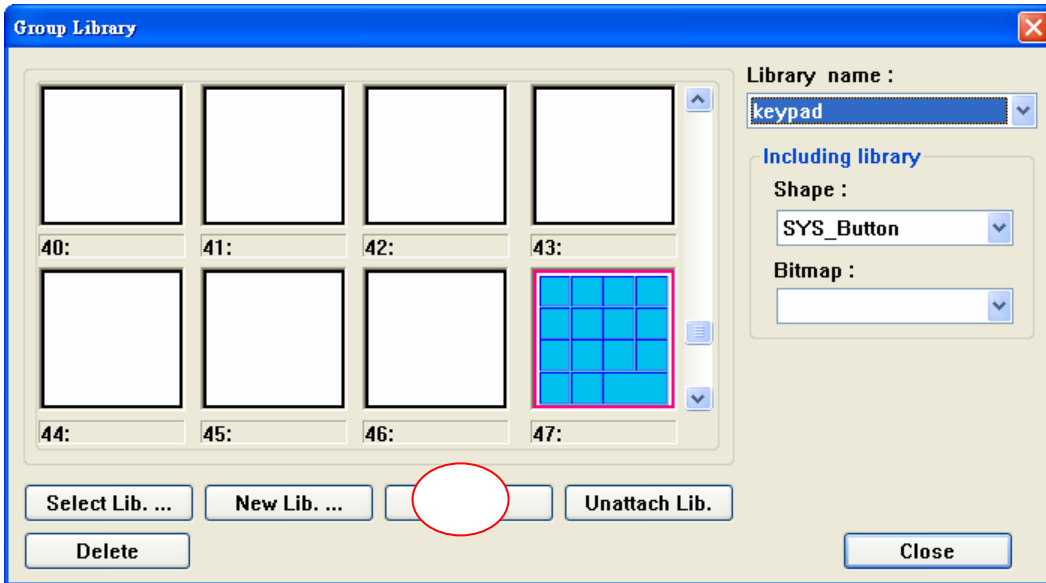 Group Library
Library name :
keypad
Including library
Shape :
SYS_Button
Bitmap :
40: 41: 42: 43:
44: 45: 46: 47:
Select Lib. ... New Lib. ... Unattach Lib.
Delete Close